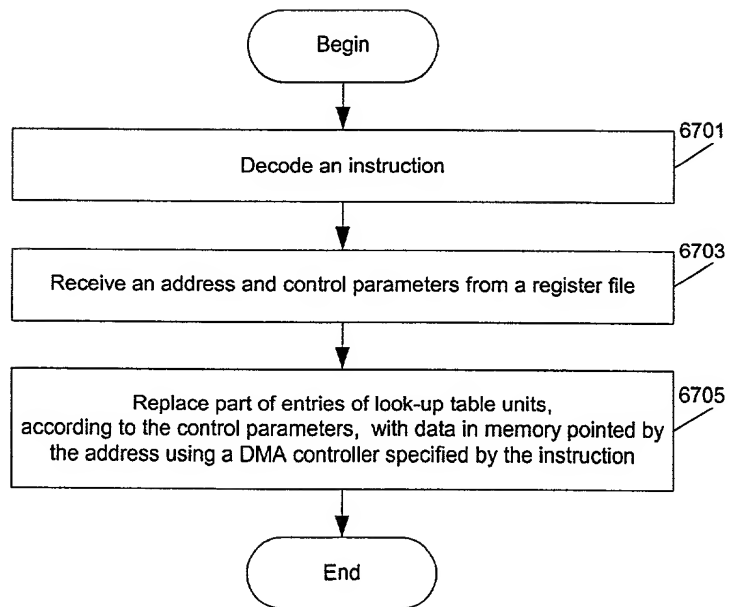 Begin
6701
Decode an instruction
6703
Receive an address and control parameters from a register file
6705
Replace part of entries of look-up table units,
according to the control parameters, with data in memory pointed by
the address using a DMA controller specified by the instruction
End